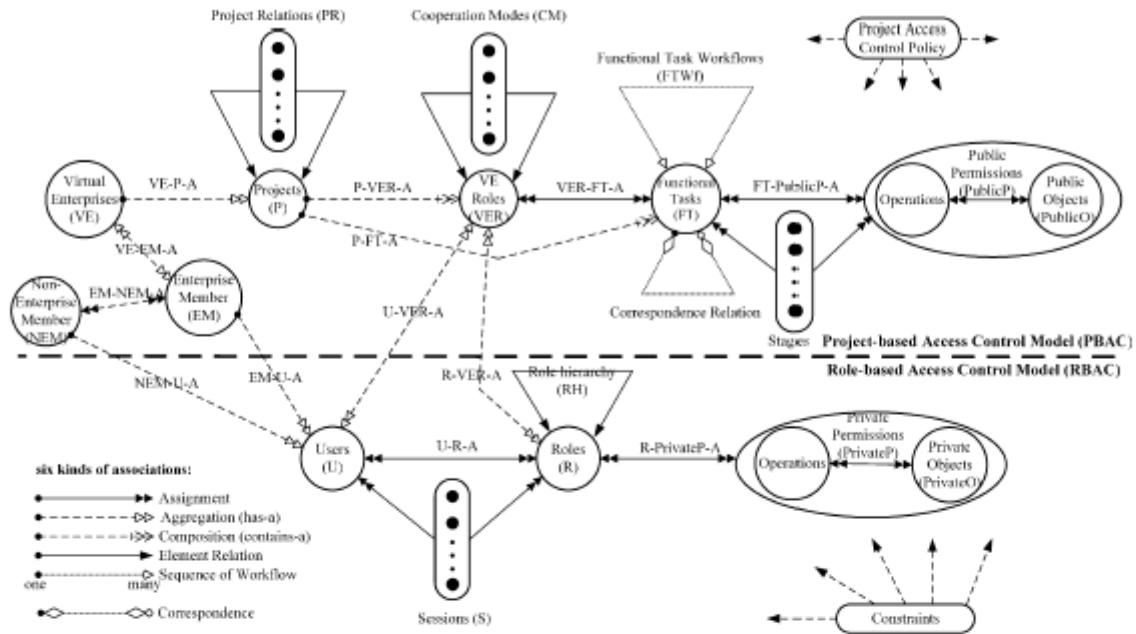 Project Relations (PR)
Cooperation Modes (CM)
Project Access
Control Policy
Functional Task Workflows
(FTWf)
Virtual
Enterprises
(VE)
VE-P-A
Projects
(P)
P-VER-A
VE
Roles
(VER)
VER-FT-A
Functional
Tasks
(FT)
FT-PublicP-A
Operations
Public
Permissions
(PublicP)
Public
Objects
(PublicO)
P-FT-A
VE-EM-A
Non-
Enterprise
Member
(NEM)
EM-NEM-A
Enterprise
Member
(EM)
U-VER-A
Correspondence Relation
Stages
Project-based Access Control Model (PBAC)
Role-based Access Control Model (RBAC)
NEM-U-A
EM-U-A
R-VER-A
Role hierarchy
(RH)
Users
(U)
U-R-A
Roles
(R)
R-PrivateP-A
Operations
Private
Permissions
(PrivateP)
Private
Objects
(PrivateO)
six kinds of associations:
Assignment
Aggregation (has-a)
Composition (contains-a)
Element Relation
Sequence of Workflow
one many
Correspondence
Sessions (S)
Constraints